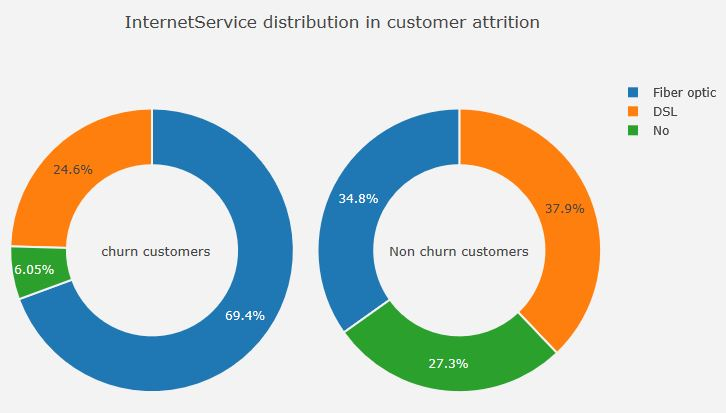 InternetService distribution in customer attrition
Fiber optic
DSL
No
24.6%
6.05%
69.4%
churn customers
34.8%
37.9%
27.3%
Non churn customers